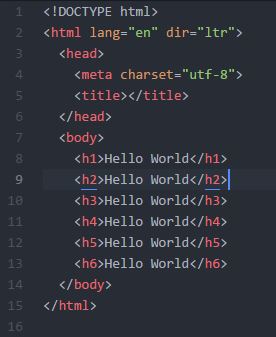 1 <!DOCTYPE html>
2 <html lang="en" dir="ltr">
3   <head>
4     <meta charset="utf-8">
5     <title></title>
6   </head>
7   <body>
8     <h1>Hello World</h1>
9     <h2>Hello World</h2>
10     <h3>Hello World</h3>
11     <h4>Hello World</h4>
12     <h5>Hello World</h5>
13     <h6>Hello World</h6>
14   </body>
15 </html>
16